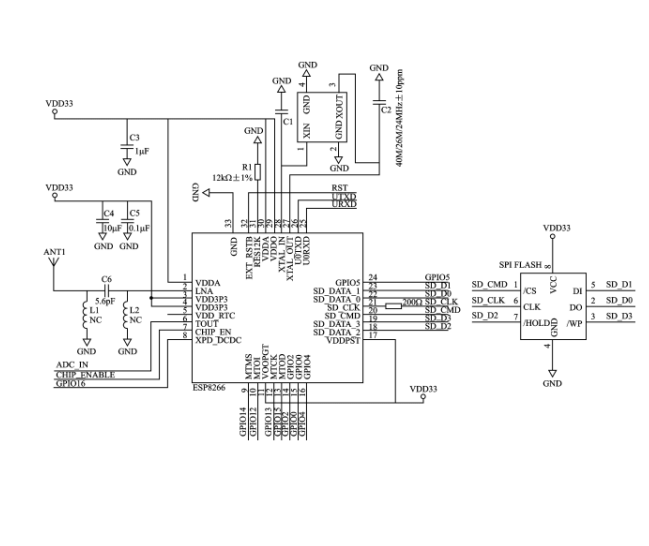 GND
GND
GND
VDD33
4
3
C1
GND
XOUT
C2
XIN
GND
40M/26M/24MHz±10ppm
C3
1μF
GND
GND
1
2
R1
12kΩ±1%
GND
GND
VDD33
RST
UTXD
URXD
C4
10μF
C5
0.1μF
33
32
31
30
29
28
27
26
25
GND
EXT_RSTB
RES12K
VDDA
VDDO
XTAL_IN
XTAL_OUT
U0TXD
U0RXD
GND
GND
ANT1
C6
5.6pF
L1
NC
L2
NC
GND
GND
1 VDDA
2 LNA
3 VDD3P3
4 VDD3P3
5 VDD_RTC
6 TOUT
7 CHIP_EN
8 XPD_DCDC
ADC_IN
CHIP_ENABLE
GPIO16
GPIO5 24 GPIO5
SD_DATA_1 23 SD_D1
SD_DATA_0 22 SD_D0
SD_CLK 21 200Ω SD_CLK
SD_CMD 20 SD_CMD
SD_DATA_3 19 SD_D3
SD_DATA_2 18 SD_D2
VDDPST 17
MTMS
MTOI
VOOPGT
MTCK
MTOD
GPIO2
GPIO0
GPIO4
ESP8266
9
10
11
12
13
14
15
16
GPIO14
GPIO12
GPIO13
GPIO15
GPIO2
GPIO0
GPIO4
VDD33
VDD33
SPI FLASH
8
VCC
SD_CMD 1 /CS
DI 5 SD_D1
SD_CLK 6 CLK
DO 2 SD_D0
SD_D2 7 /HOLD
/WP 3 SD_D3
GND
4
GND